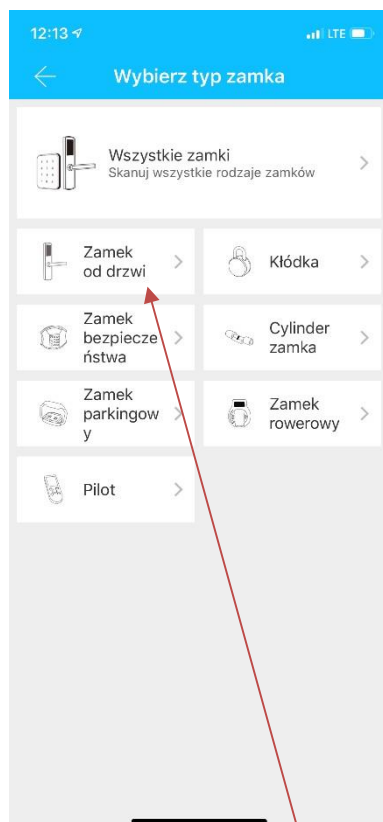 12:13 LTE
Wybierz typ zamka
Wszystkie zamki
Skanuj wszystkie rodzaje zamków
Zamek
od drzwi
Kłódka
Zamek
bezpiecze
ństwa
Cylinder
zamka
Zamek
parkingow
y
Zamek
rowerowy
Pilot